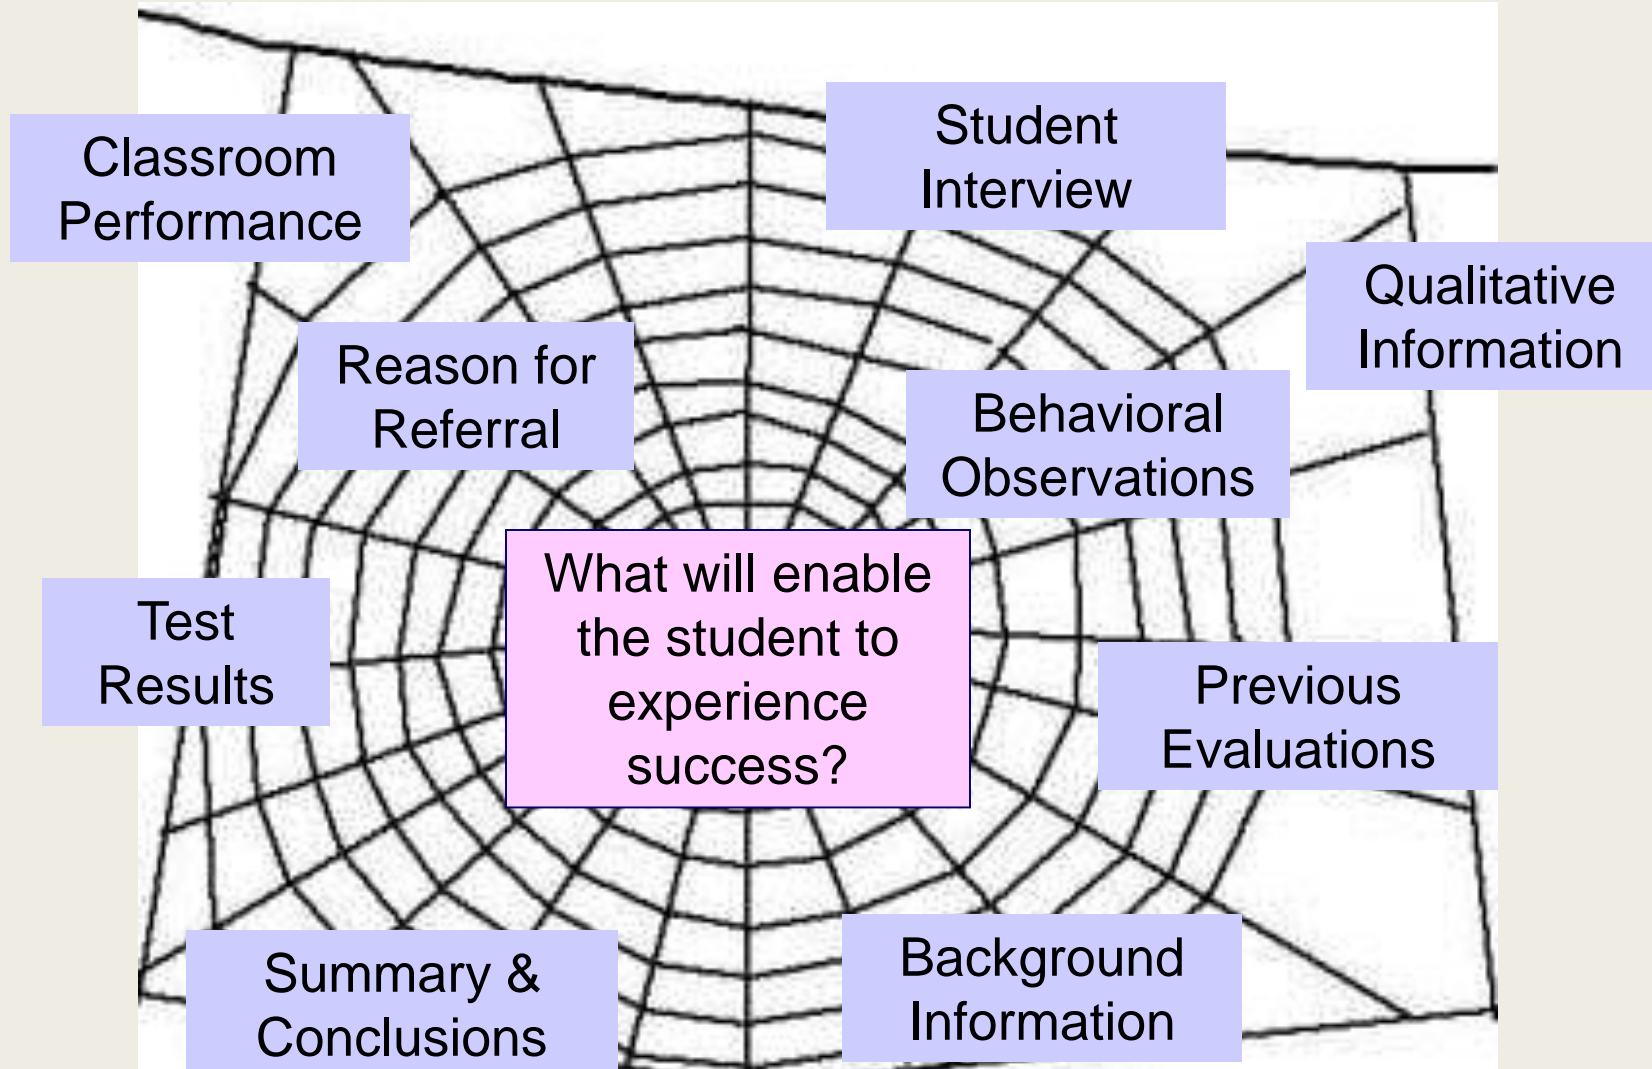 Student
Interview
Classroom
Performance
Qualitative
Information
Reason for
Referral
Behavioral
Observations
What will enable
the student to
experience
success?
Test
Results
Previous
Evaluations
Summary &
Conclusions
Background
Information